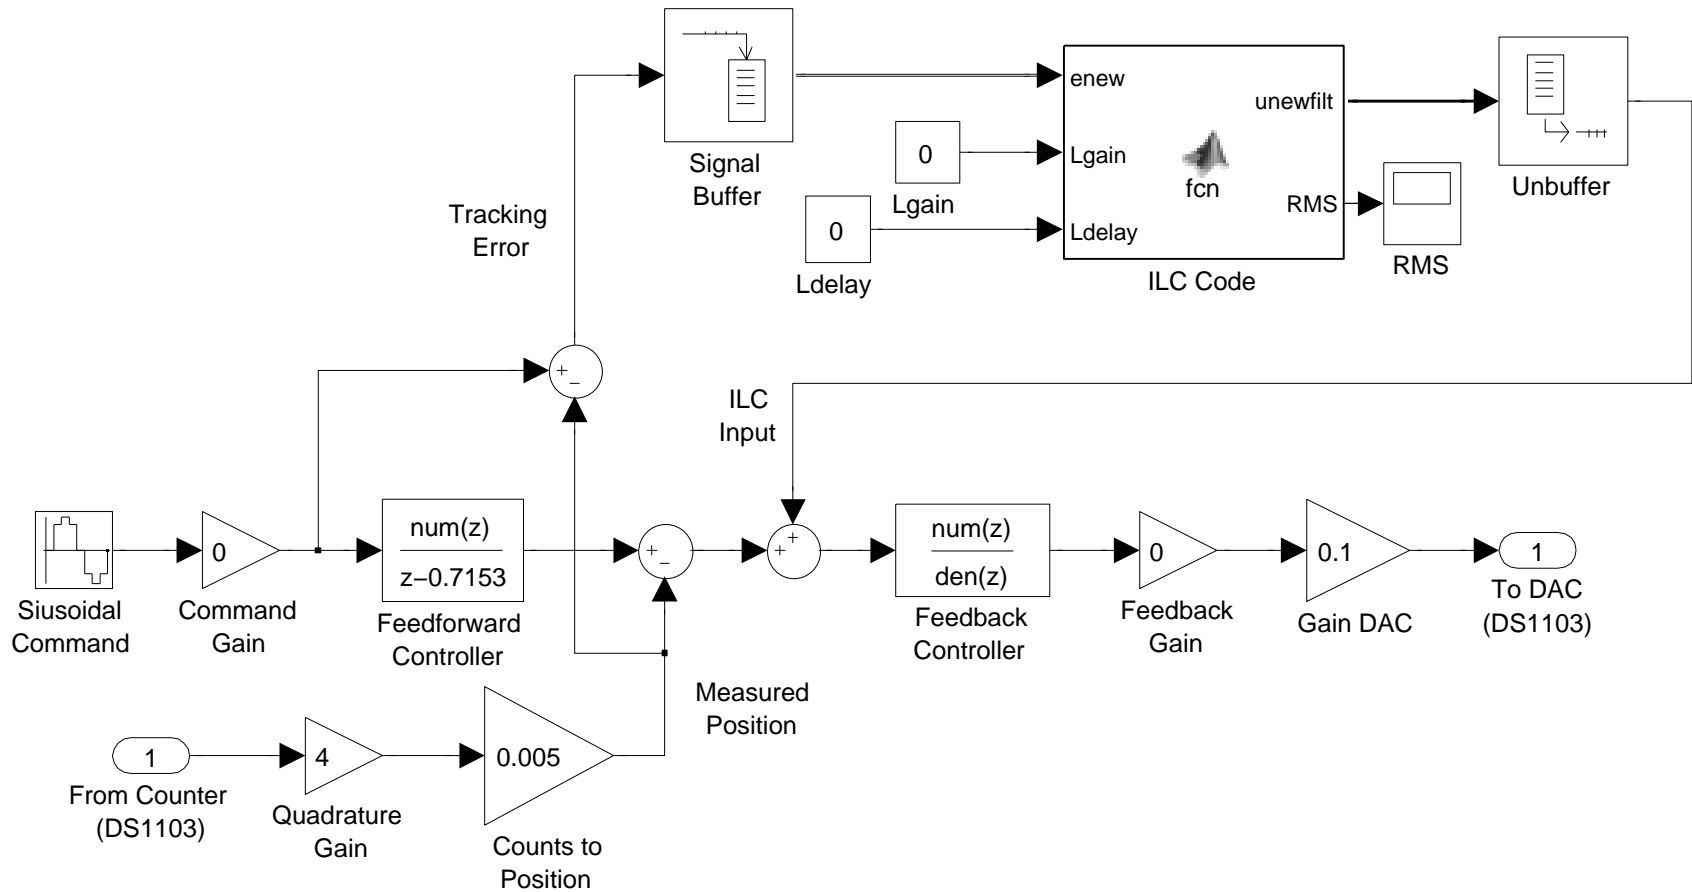 enew
Lgain
Ldelay
unewfilt
RMS
fcn
ILC Code
Signal
Buffer
0
Lgain
0
Ldelay
RMS
Unbuffer
Tracking
Error
+
−
ILC
Input
Siusoidal
Command
0
Command
Gain
num(z)
z−0.7153
Feedforward
Controller
+
−
+
+
num(z)
den(z)
Feedback
Controller
0
Feedback
Gain
0.1
Gain DAC
1
To DAC
(DS1103)
Measured
Position
1
From Counter
(DS1103)
4
Quadrature
Gain
0.005
Counts to
Position